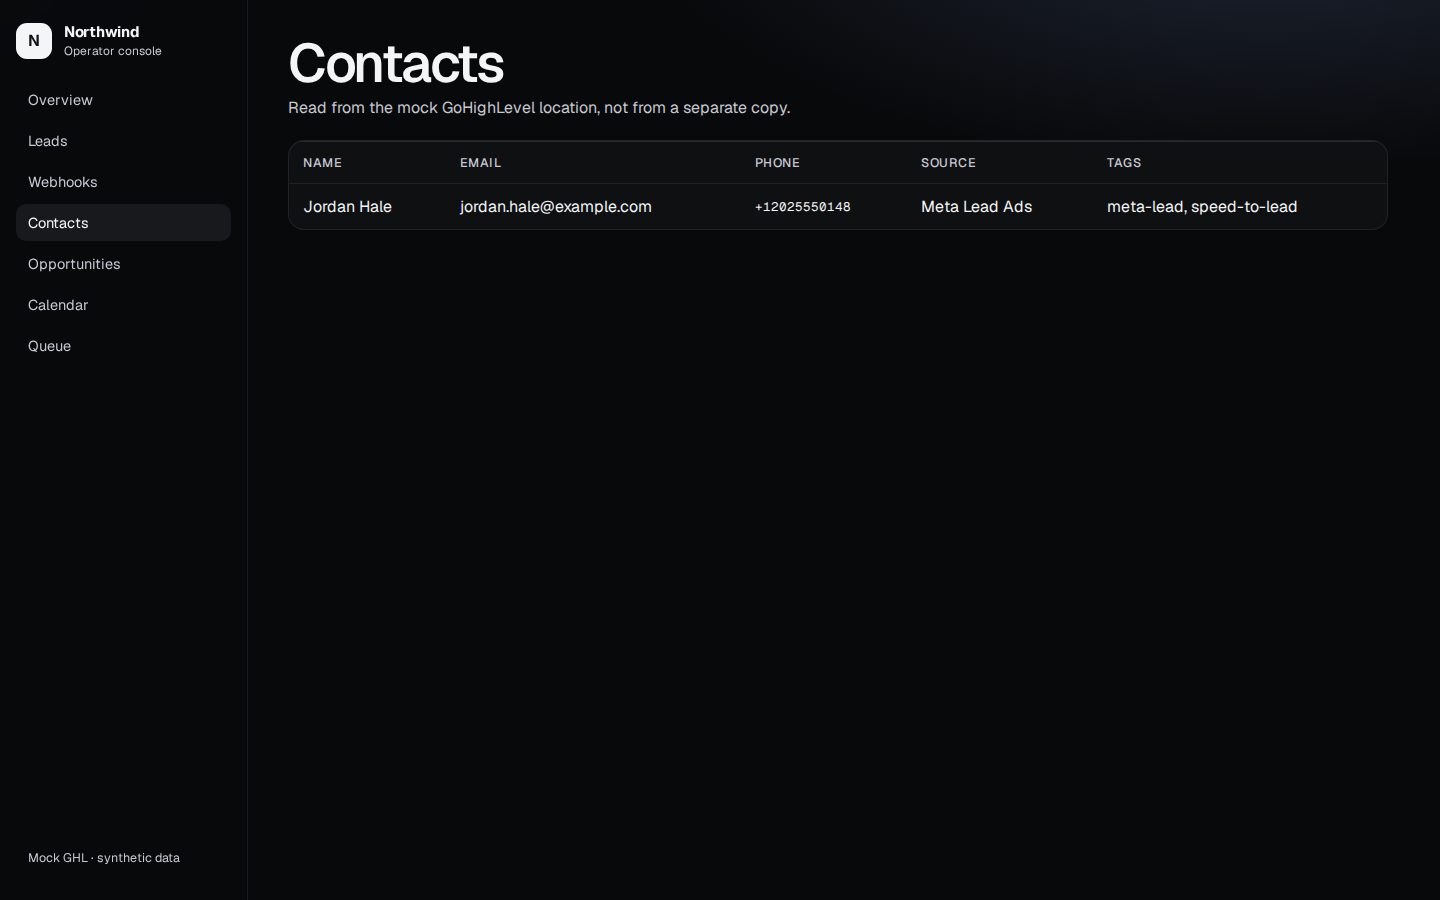 N
Northwind
Operator console
Overview
Leads
Webhooks
Contacts
Opportunities
Calendar
Queue
Mock GHL · synthetic data
Contacts
Read from the mock GoHighLevel location, not from a separate copy.
NAME EMAIL PHONE SOURCE TAGS
Jordan Hale jordan.hale@example.com +12025550148 Meta Lead Ads meta-lead, speed-to-lead